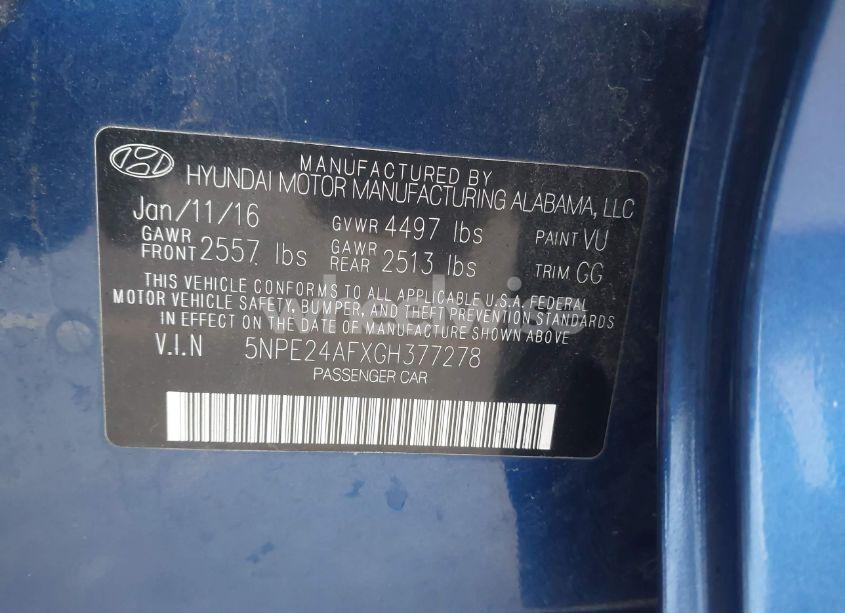 MANUFACTURED BY
HYUNDAI MOTOR MANUFACTURING ALABAMA, LLC
Jan/11/16 GVWR 4497 lbs PAINT VU
GAWR FRONT 2557 lbs GAWR REAR 2513 lbs TRIM GG
THIS VEHICLE CONFORMS TO ALL APPLICABLE U.S.A. FEDERAL
MOTOR VEHICLE SAFETY, BUMPER, AND THEFT PREVENTION STANDARDS
IN EFFECT ON THE DATE OF MANUFACTURE SHOWN ABOVE
V.I.N 5NPE24AFXGH377278
PASSENGER CAR